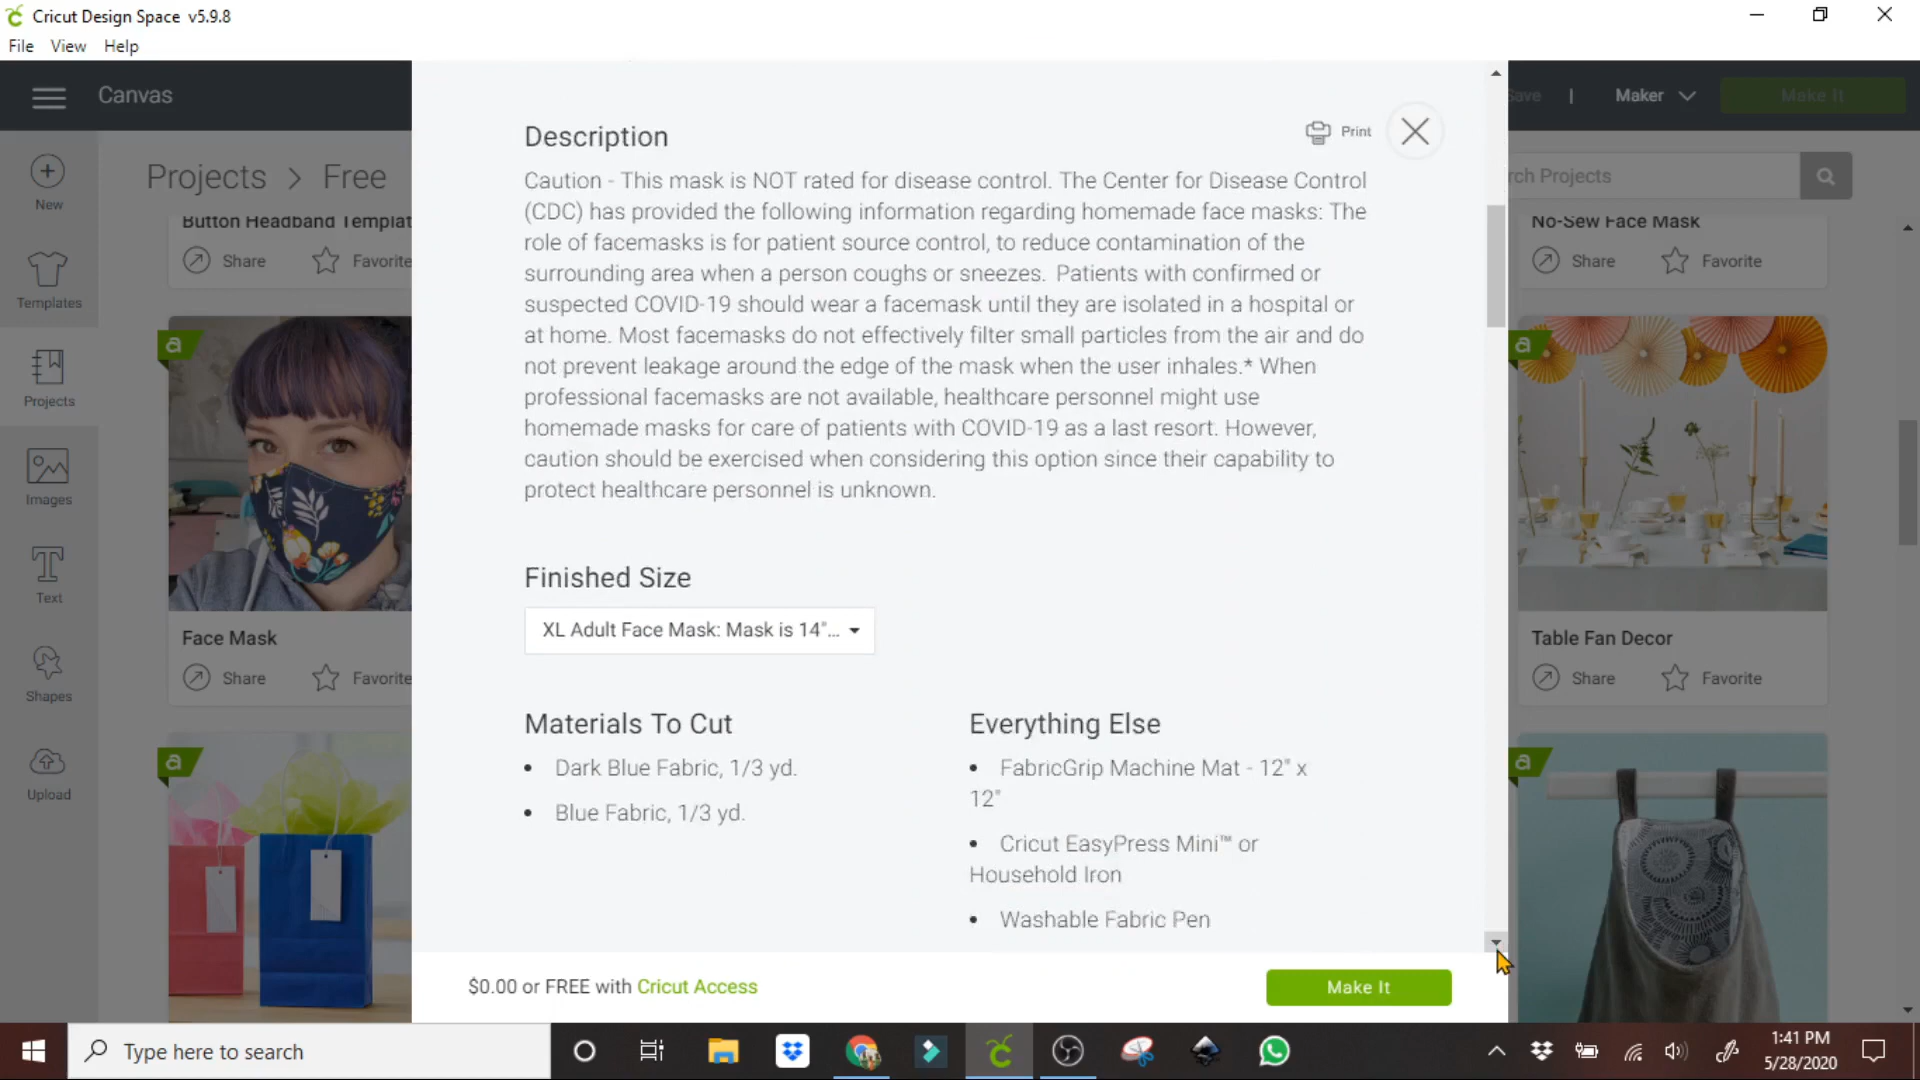 Cricut Design Space v5.9.8
File View Help
Canvas
Save | Maker Make It
New
Templates
Projects
Images
Text
Shapes
Upload
Projects > Free
rch Projects
Button Headband Templat
Share Favorite
Face Mask
Share Favorite
Print
Description
Caution - This mask is NOT rated for disease control. The Center for Disease Control
(CDC) has provided the following information regarding homemade face masks: The
role of facemasks is for patient source control, to reduce contamination of the
surrounding area when a person coughs or sneezes. Patients with confirmed or
suspected COVID-19 should wear a facemask until they are isolated in a hospital or
at home. Most facemasks do not effectively filter small particles from the air and do
not prevent leakage around the edge of the mask when the user inhales.* When
professional facemasks are not available, healthcare personnel might use
homemade masks for care of patients with COVID-19 as a last resort. However,
caution should be exercised when considering this option since their capability to
protect healthcare personnel is unknown.
Finished Size
XL Adult Face Mask: Mask is 14"...
Materials To Cut
• Dark Blue Fabric, 1/3 yd.
• Blue Fabric, 1/3 yd.
Everything Else
• FabricGrip Machine Mat - 12" x
12"
• Cricut EasyPress Mini™ or
Household Iron
• Washable Fabric Pen
$0.00 or FREE with Cricut Access
Make It
No-Sew Face Mask
Share Favorite
Table Fan Decor
Share Favorite
Type here to search
1:41 PM
5/28/2020